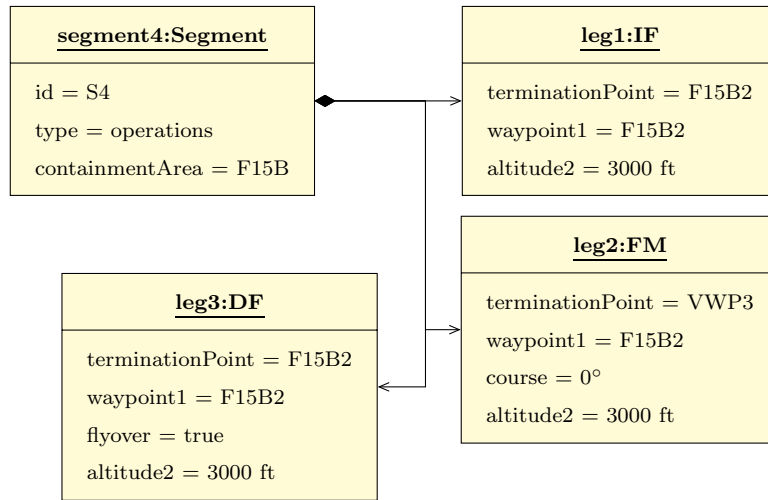 segment4:Segment
id = S4
type = operations
containmentArea = F15B
leg1:IF
terminationPoint = F15B2
waypoint1 = F15B2
altitude2 = 3000 ft
leg2:FM
terminationPoint = VWP3
waypoint1 = F15B2
course = 0°
altitude2 = 3000 ft
leg3:DF
terminationPoint = F15B2
waypoint1 = F15B2
flyover = true
altitude2 = 3000 ft